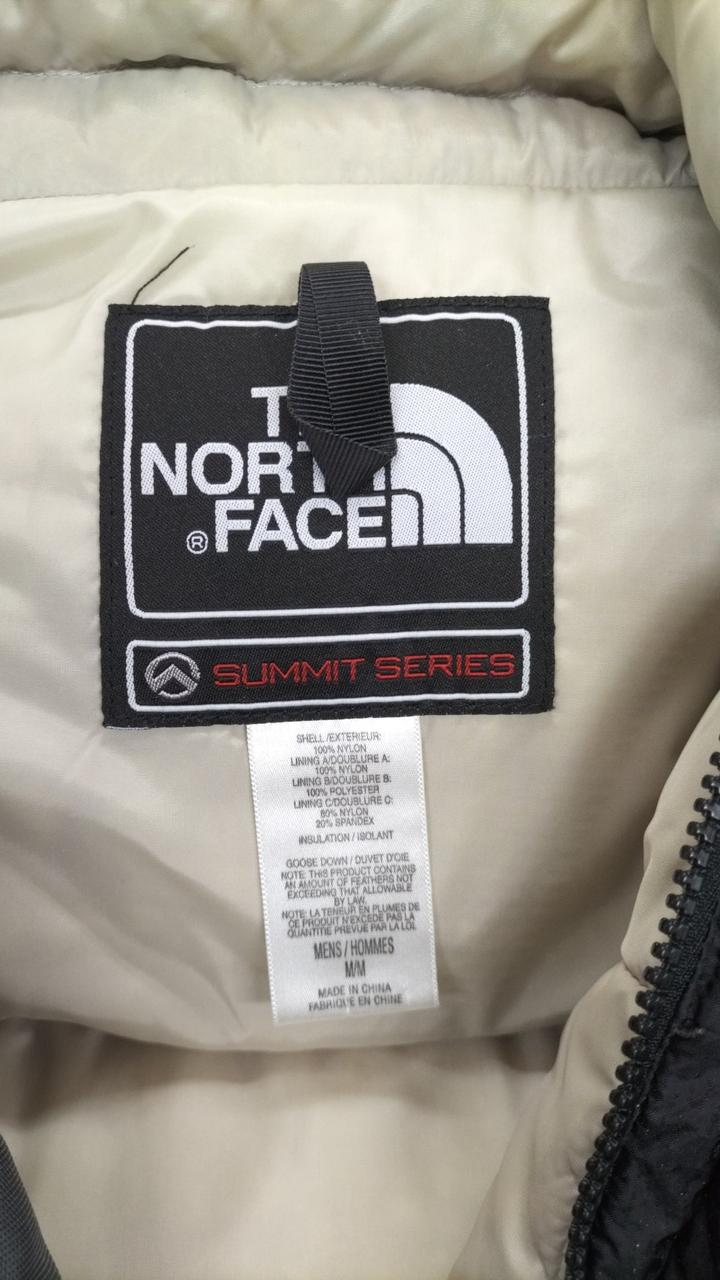 TH
NORTH
® FACE
SUMMIT SERIES
SHELL /EXTERIEUR:
100% NYLON
LINING A/DOUBLURE A:
100% NYLON
LINING B/DOUBLURE B:
100% POLYESTER
LINING C/DOUBLURE C:
80% NYLON
20% SPANDEX
INSULATION / ISOLANT
GOOSE DOWN / DUVET D'OIE
NOTE: THIS PRODUCT CONTAINS
AN AMOUNT OF FEATHERS NOT
EXCEEDING THAT ALLOWABLE
BY LAW.
NOTE: LA TENEUR EN PLUMES DE
CE PRODUIT N'EXCEDE PAS LA
QUANTITIE PREVUE PAR LA LOI.
MENS / HOMMES
M/M
MADE IN CHINA
FABRIQUE EN CHINE